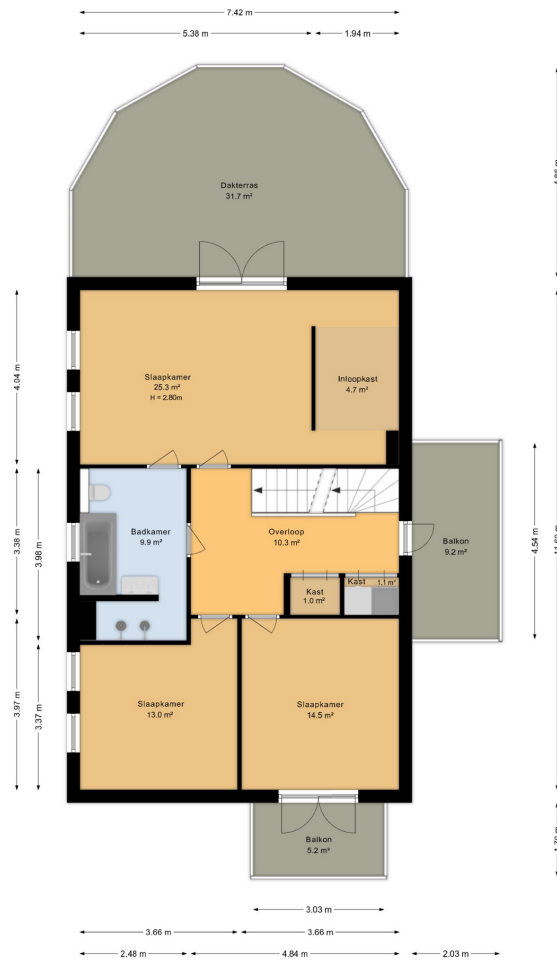 7.42 m
5.38 m
1.94 m
Dakterras
31.7 m²
4.04 m
Slaapkamer
25.3 m²
H = 2.80m
Inloopkast
4.7 m²
3.38 m
3.98 m
Badkamer
9.9 m²
Overloop
10.3 m²
Balkon
9.2 m²
4.54 m
Kast
1.0 m²
Kast 1.1 m²
3.97 m
3.37 m
Slaapkamer
13.0 m²
Slaapkamer
14.5 m²
Balkon
5.2 m²
3.03 m
3.66 m
3.66 m
2.48 m
4.84 m
2.03 m